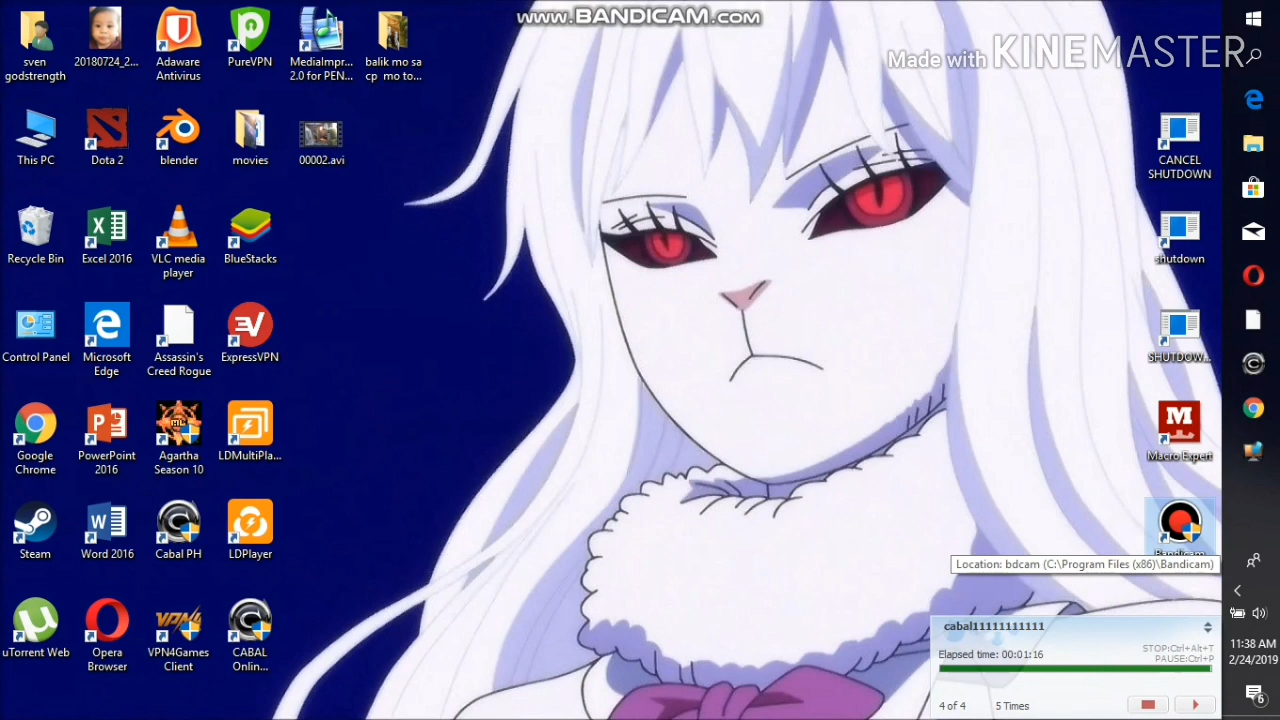 www.BANDICAM.com
Made with KINEMASTER
sven
godstrength
20180724_2...
Adaware
Antivirus
PureVPN
MediaImpr...
2.0 for PEN...
balik mo sa
cp mo to...
This PC
Dota 2
blender
movies
00002.avi
Recycle Bin
Excel 2016
VLC media
player
BlueStacks
Control Panel
Microsoft
Edge
Assassin's
Creed Rogue
ExpressVPN
Google
Chrome
PowerPoint
2016
Agartha
Season 10
LDMultiPla...
Steam
Word 2016
Cabal PH
LDPlayer
uTorrent Web
Opera
Browser
VPN4Games
Client
CABAL
Online...
CANCEL
SHUTDOWN
shutdown
SHUTDOW...
Macro Expert
Bandicam
Location: bdcam (C:\Program Files (x86)\Bandicam)
cabal11111111111
Elapsed time: 00:01:16
STOP:Ctrl+Alt+T
PAUSE:Ctrl+P
4 of 4
5 Times
11:38 AM
2/24/2019
6